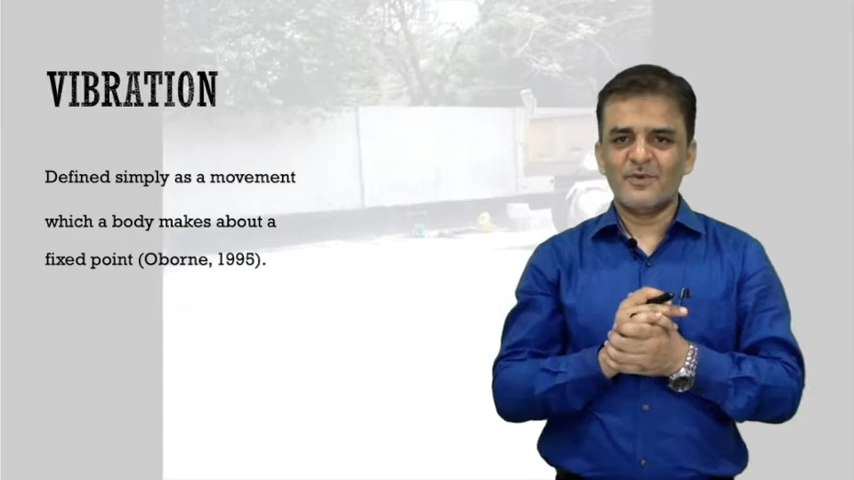 VIBRATION
Defined simply as a movement
which a body makes about a
fixed point (Oborne, 1995).